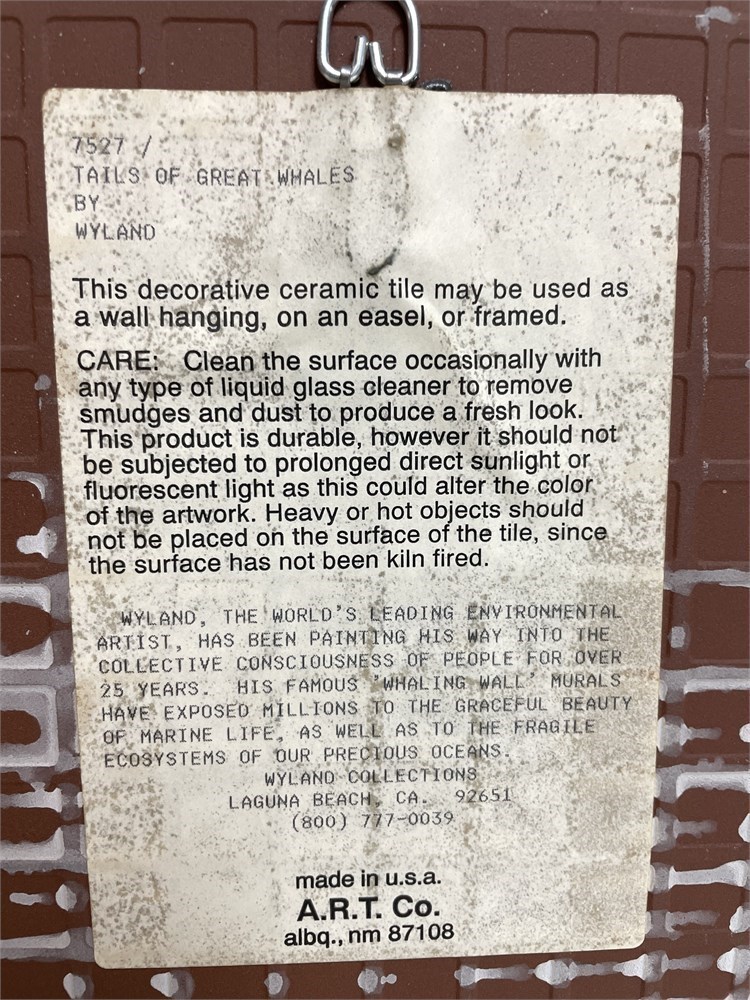 7527 /
TAILS OF GREAT WHALES
BY
WYLAND
This decorative ceramic tile may be used as
a wall hanging, on an easel, or framed.
CARE: Clean the surface occasionally with
any type of liquid glass cleaner to remove
smudges and dust to produce a fresh look.
This product is durable, however it should not
be subjected to prolonged direct sunlight or
fluorescent light as this could alter the color
of the artwork. Heavy or hot objects should
not be placed on the surface of the tile, since
the surface has not been kiln fired.
WYLAND, THE WORLD'S LEADING ENVIRONMENTAL
ARTIST, HAS BEEN PAINTING HIS WAY INTO THE
COLLECTIVE CONSCIOUSNESS OF PEOPLE FOR OVER
25 YEARS. HIS FAMOUS 'WHALING WALL' MURALS
HAVE EXPOSED MILLIONS TO THE GRACEFUL BEAUTY
OF MARINE LIFE, AS WELL AS TO THE FRAGILE
ECOSYSTEMS OF OUR PRECIOUS OCEANS.
WYLAND COLLECTIONS
LAGUNA BEACH, CA. 92651
(800) 777-0039
made in u.s.a.
A.R.T. Co.
albq., nm 87108